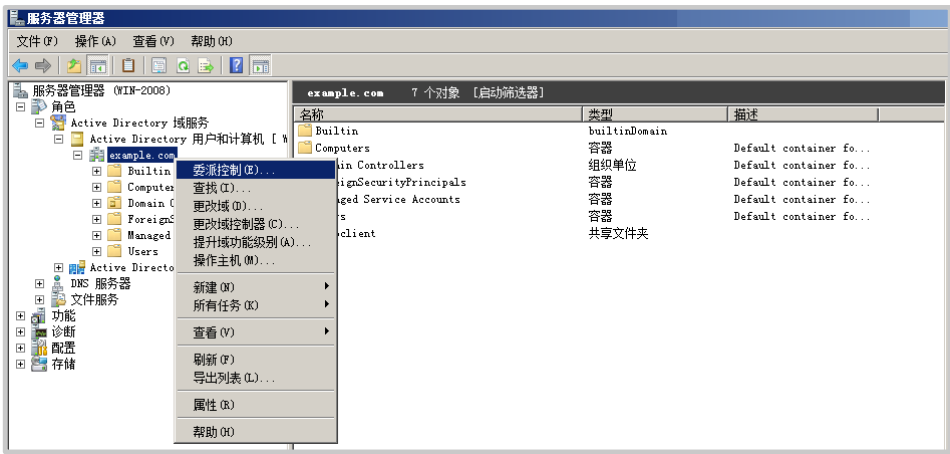 服务器管理器
文件(F) 操作(A) 查看(V) 帮助(H)
服务器管理器 (WIN-2008)
角色
Active Directory 域服务
Active Directory 用户和计算机 [ W
example.com
Builtin
Computer
Domain C
ForeignS
Managed
Users
Active Directo
DNS 服务器
文件服务
功能
诊断
配置
存储
委派控制(E)...
查找(I)...
更改域(D)...
更改域控制器(C)...
提升域功能级别(A)...
操作主机(M)...
新建(N)
所有任务(K)
查看(V)
刷新(F)
导出列表(L)...
属性(R)
帮助(H)
example.com 7 个对象 [启动筛选器]
名称 类型 描述
Builtin builtinDomain
Computers 容器 Default container fo...
in Controllers 组织单位 Default container fo...
eignSecurityPrincipals 容器 Default container fo...
ged Service Accounts 容器 Default container fo...
s 容器 Default container fo...
client 共享文件夹